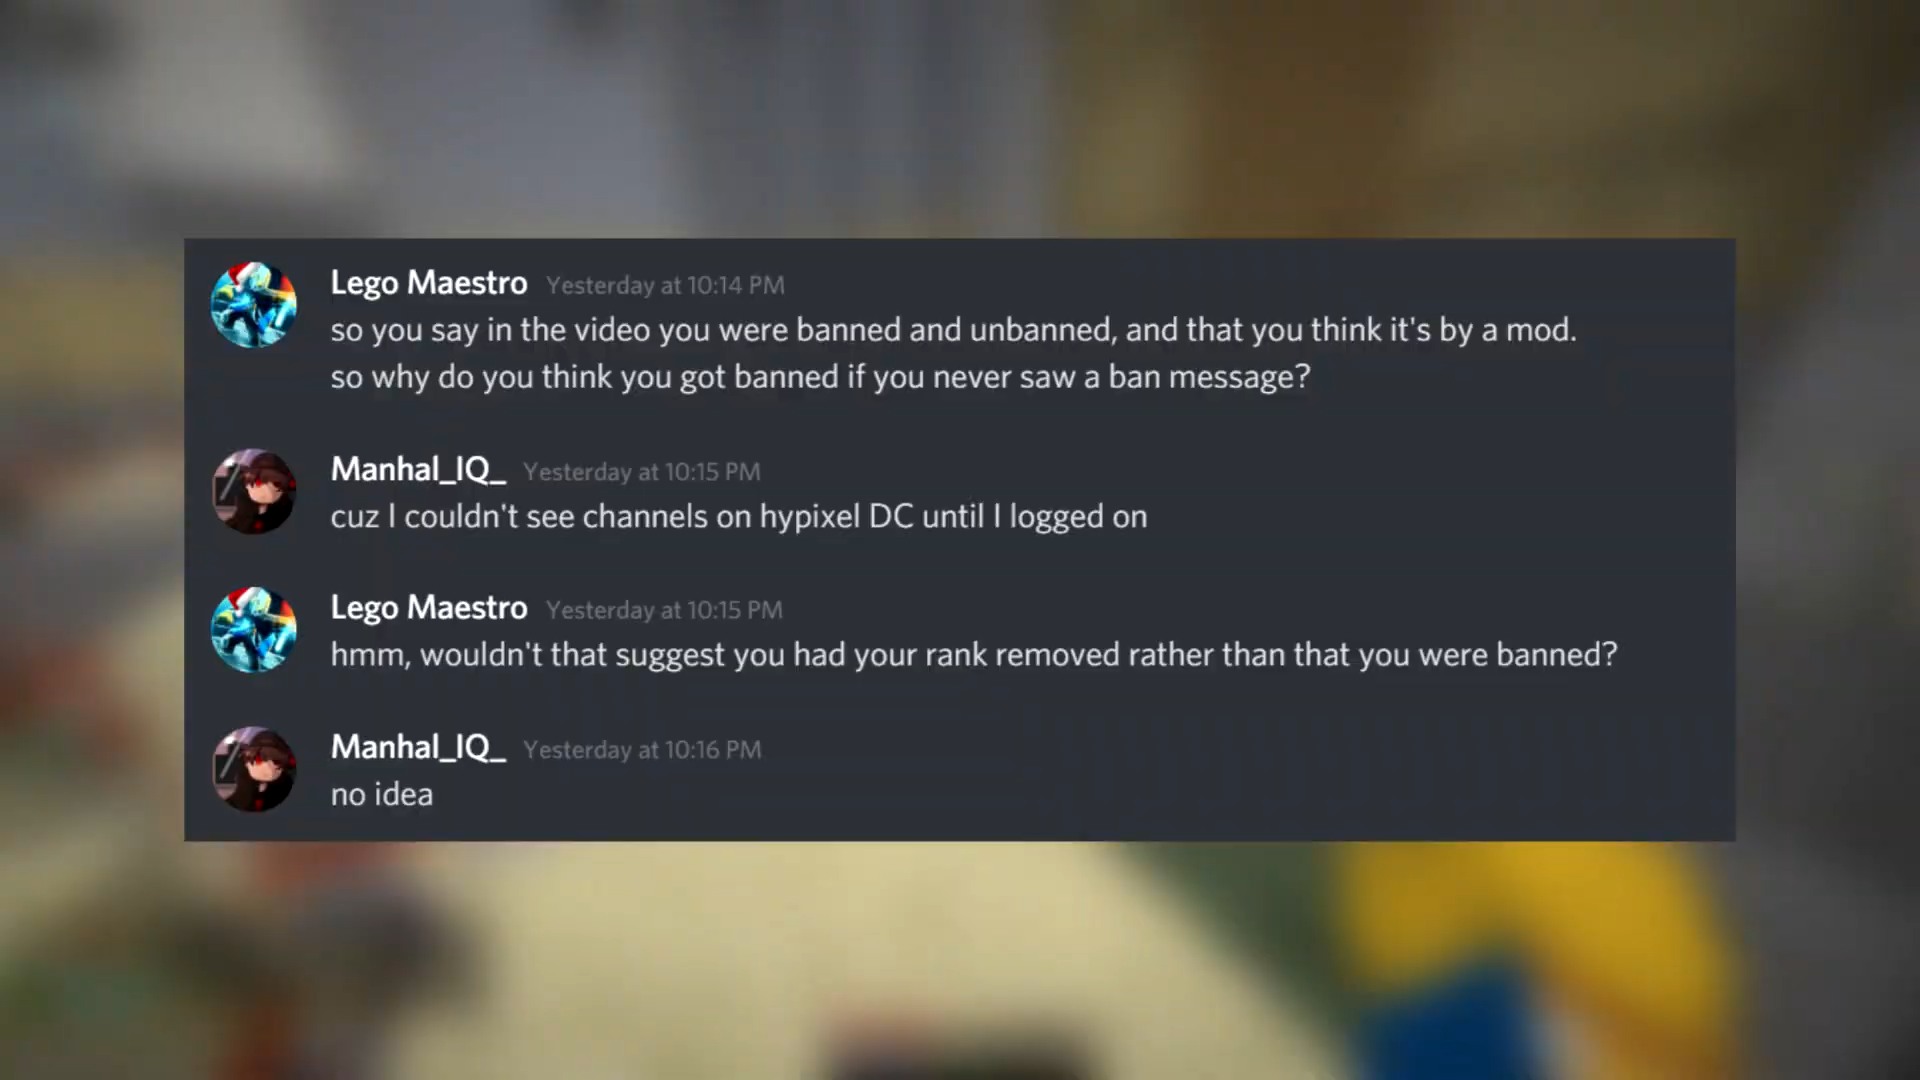 Lego Maestro Yesterday at 10:14 PM
so you say in the video you were banned and unbanned, and that you think it's by a mod.
so why do you think you got banned if you never saw a ban message?
Manhal_IQ_ Yesterday at 10:15 PM
cuz I couldn't see channels on hypixel DC until I logged on
Lego Maestro Yesterday at 10:15 PM
hmm, wouldn't that suggest you had your rank removed rather than that you were banned?
Manhal_IQ_ Yesterday at 10:16 PM
no idea